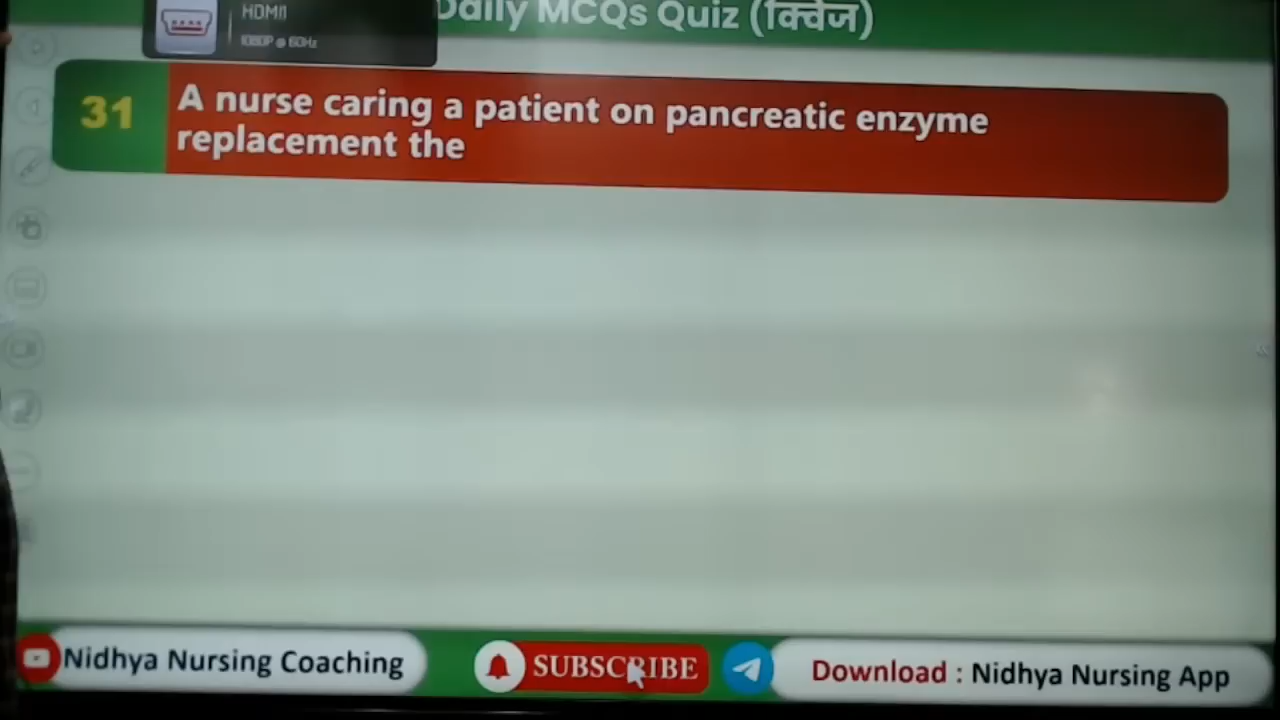 HDMI1
1080P @ 60Hz
Daily MCQs Quiz (क्विज)
31
A nurse caring a patient on pancreatic enzyme
replacement the
Nidhya Nursing Coaching
SUBSCRIBE
Download : Nidhya Nursing App